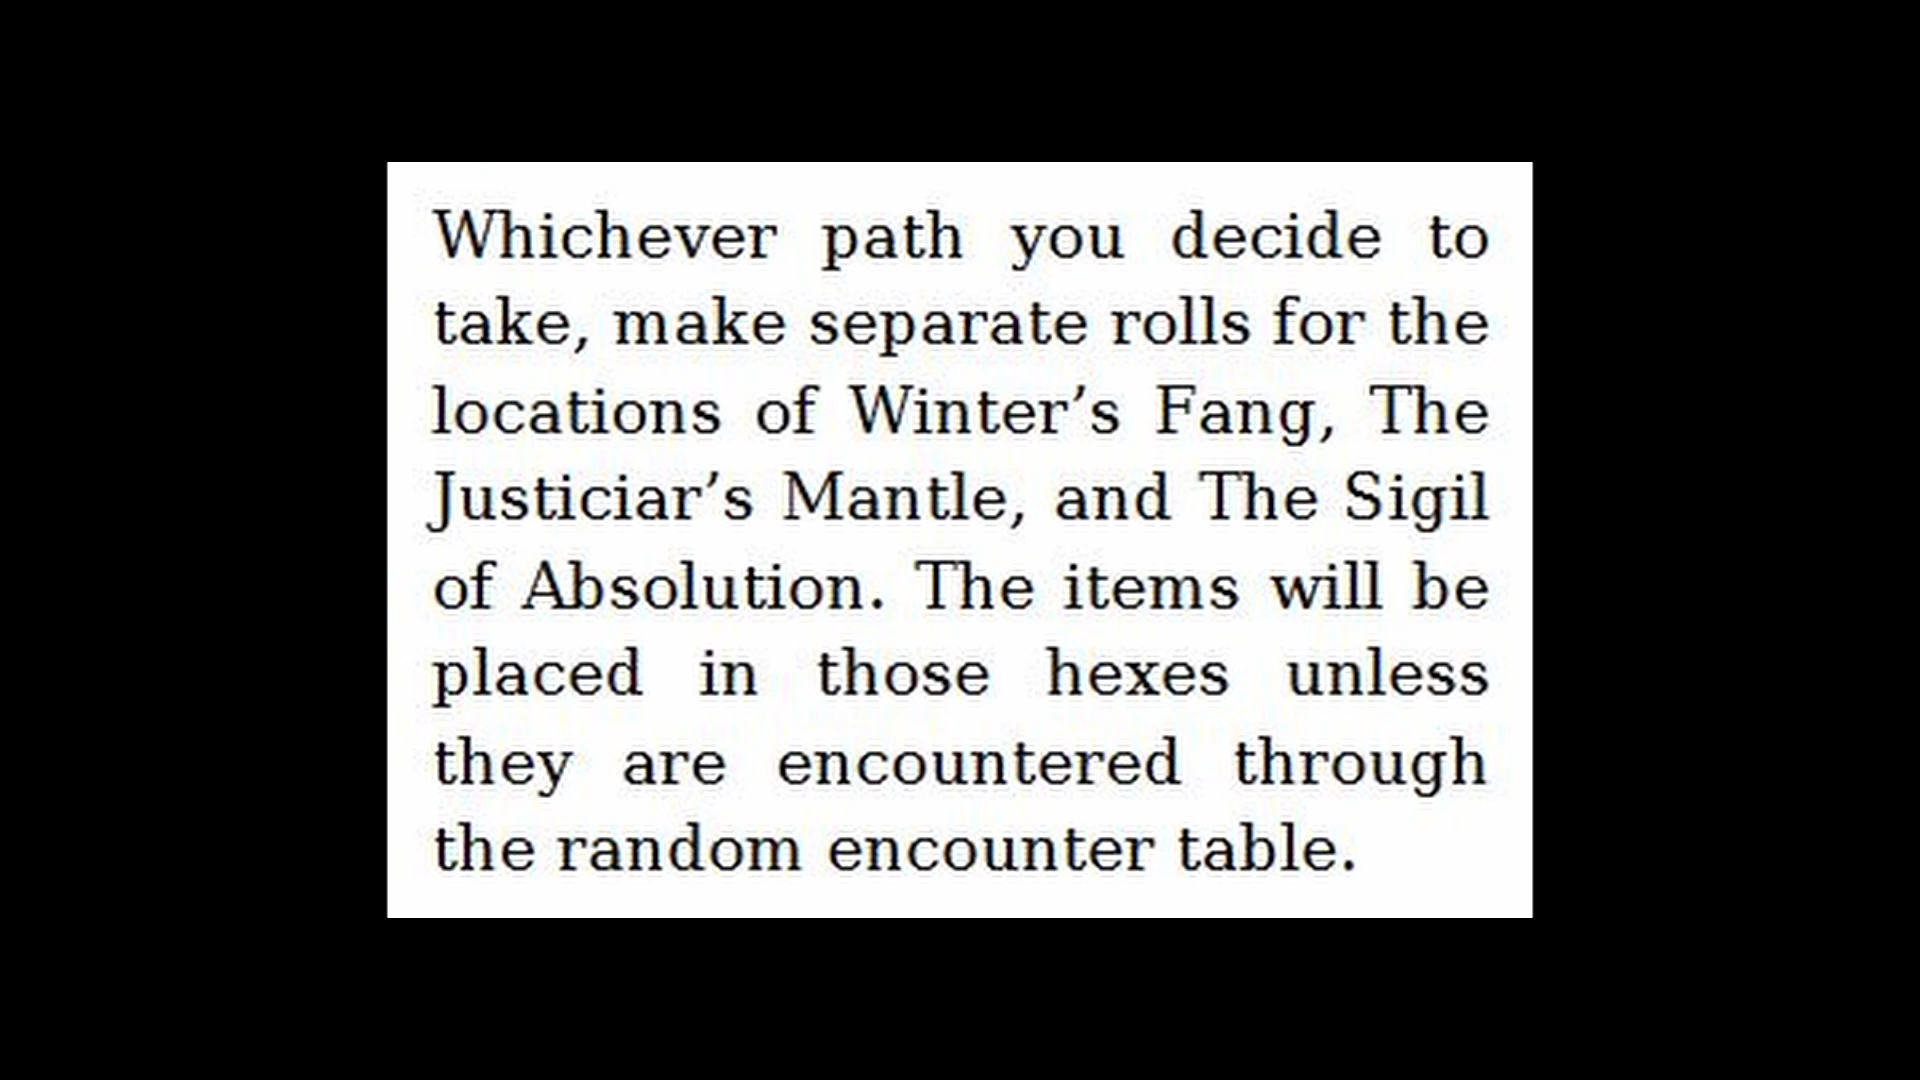 Whichever path you decide to
take, make separate rolls for the
locations of Winter’s Fang, The
Justiciar’s Mantle, and The Sigil
of Absolution. The items will be
placed in those hexes unless
they are encountered through
the random encounter table.